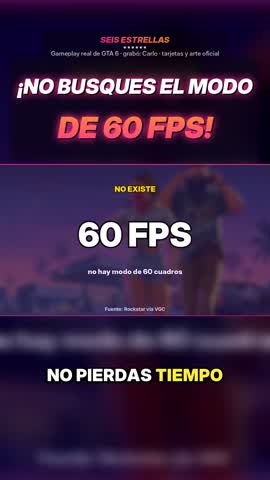 SEIS ESTRELLAS
★★★★★★
Gameplay real de GTA 6 · grabó: Carlo · tarjetas y arte oficial
¡NO BUSQUES EL MODO
DE 60 FPS!
NO EXISTE
60 FPS
no hay modo de 60 cuadros
Fuente: Rockstar vía VGC
NO PIERDAS TIEMPO